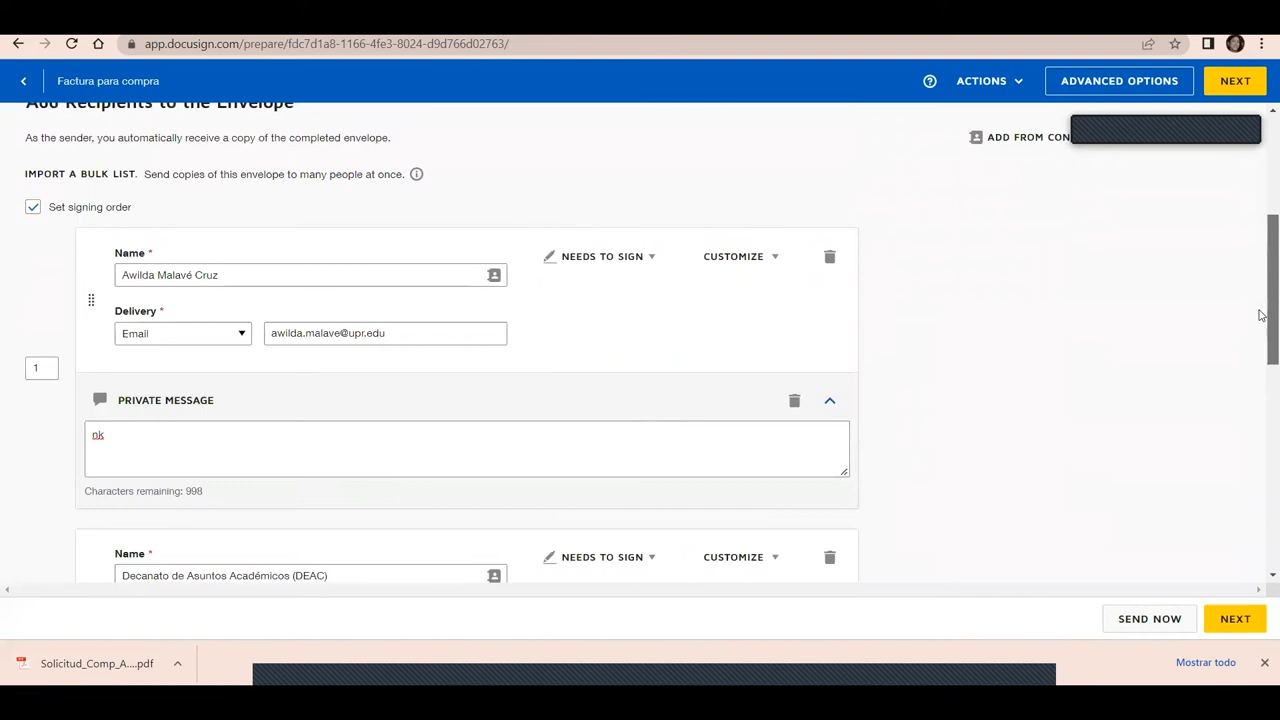 app.docusign.com/prepare/fdc7d1a8-1166-4fe3-8024-d9d766d02763/
Factura para compra
ACTIONS
ADVANCED OPTIONS
NEXT
Add Recipients to the Envelope
As the sender, you automatically receive a copy of the completed envelope.
ADD FROM CON
IMPORT A BULK LIST. Send copies of this envelope to many people at once.
Set signing order
Name *
NEEDS TO SIGN
CUSTOMIZE
Awilda Malavé Cruz
Delivery *
Email
awilda.malave@upr.edu
1
PRIVATE MESSAGE
nk
Characters remaining: 998
Name *
NEEDS TO SIGN
CUSTOMIZE
Decanato de Asuntos Académicos (DEAC)
SEND NOW
NEXT
Solicitud_Comp_A....pdf
Mostrar todo